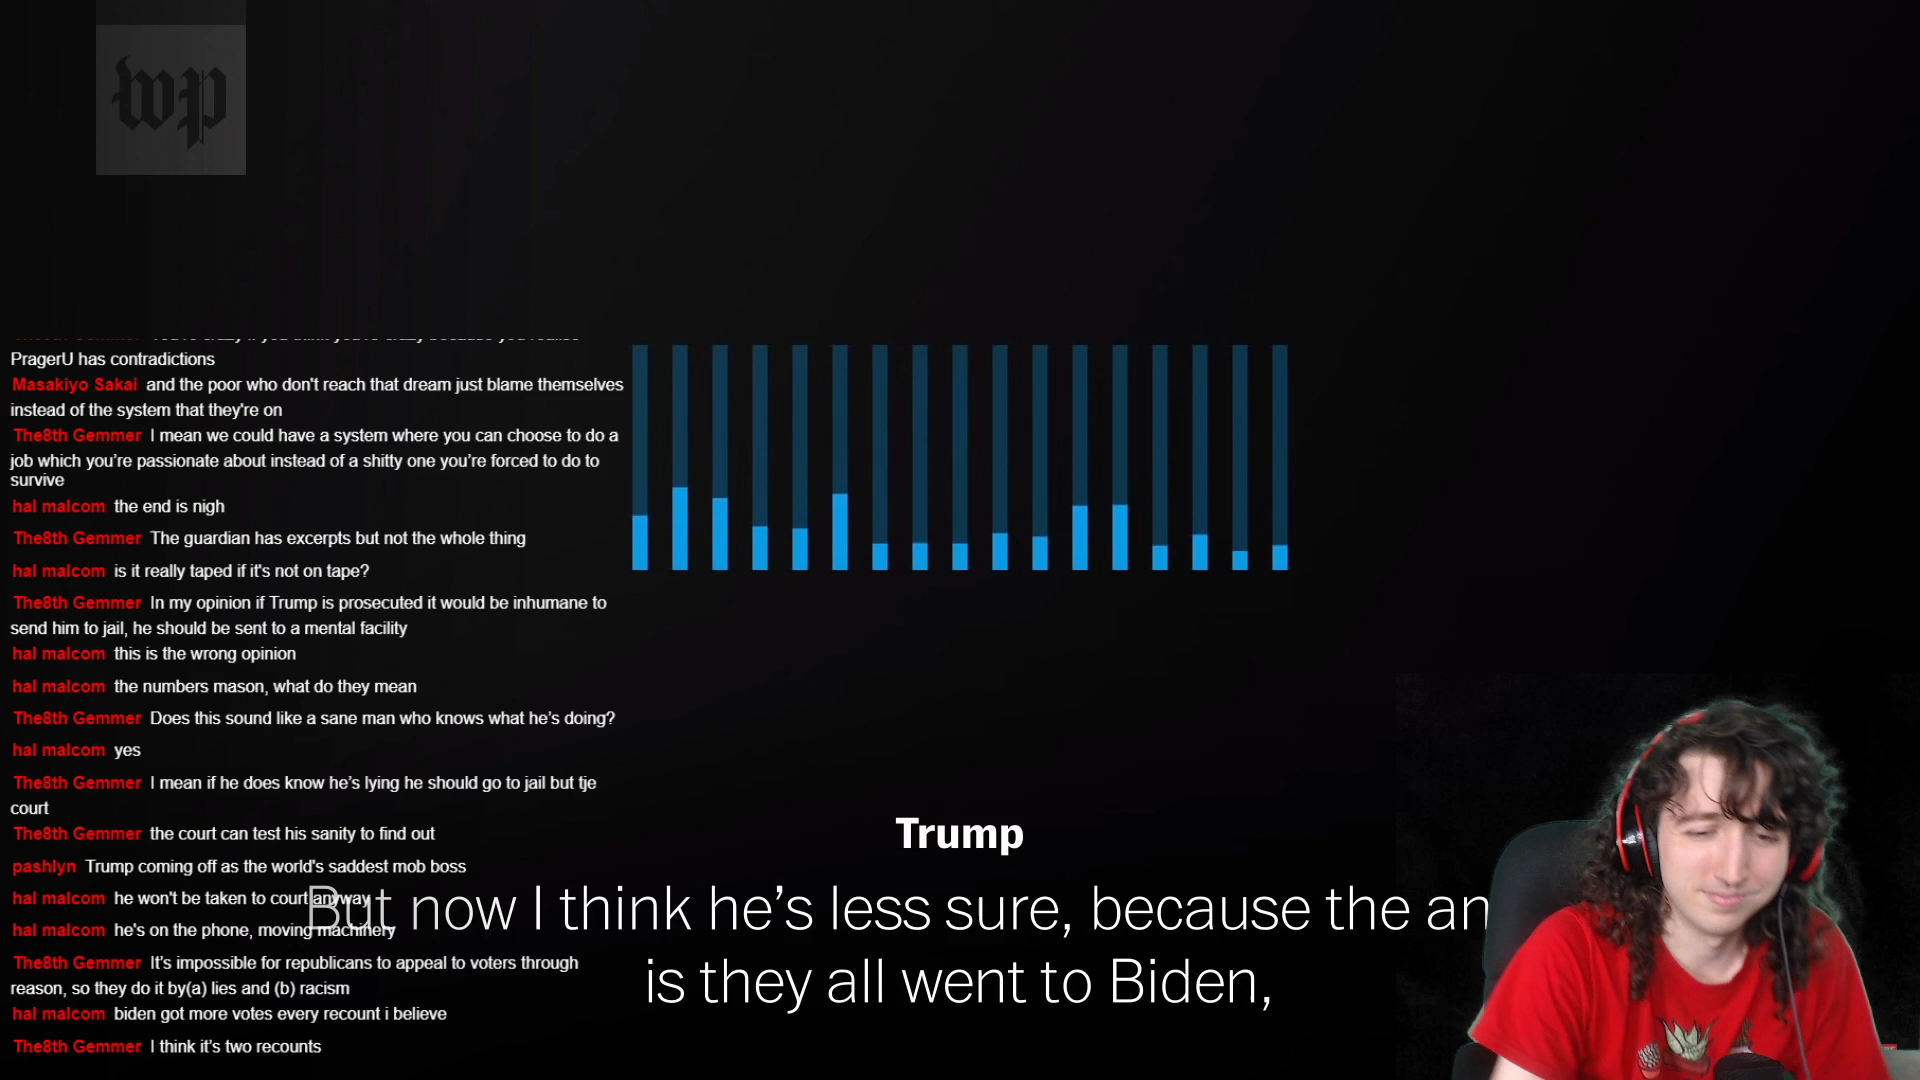 wp
PragerU has contradictions
Masakiyo Sakai and the poor who don't reach that dream just blame themselves
instead of the system that they're on
The8th Gemmer I mean we could have a system where you can choose to do a
job which you’re passionate about instead of a shitty one you’re forced to do to
survive
hal malcom the end is nigh
The8th Gemmer The guardian has excerpts but not the whole thing
hal malcom is it really taped if it's not on tape?
The8th Gemmer In my opinion if Trump is prosecuted it would be inhumane to
send him to jail, he should be sent to a mental facility
hal malcom this is the wrong opinion
hal malcom the numbers mason, what do they mean
The8th Gemmer Does this sound like a sane man who knows what he’s doing?
hal malcom yes
The8th Gemmer I mean if he does know he’s lying he should go to jail but tje
court
The8th Gemmer the court can test his sanity to find out
pashlyn Trump coming off as the world's saddest mob boss
hal malcom he won't be taken to court anyway
hal malcom he's on the phone, moving machinery
The8th Gemmer It’s impossible for republicans to appeal to voters through
reason, so they do it by(a) lies and (b) racism
hal malcom biden got more votes every recount i believe
The8th Gemmer I think it’s two recounts
Trump
But now I think he’s less sure, because the an
is they all went to Biden,